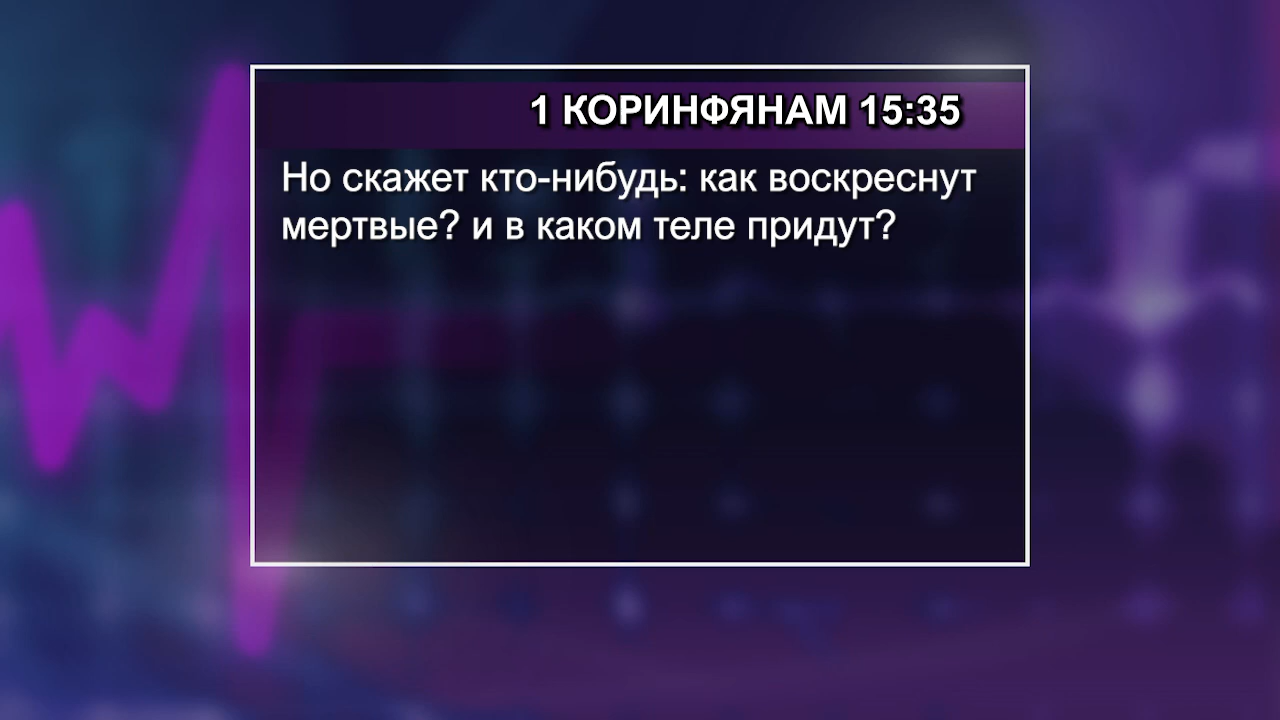 1 КОРИНФЯНАМ 15:35
Но скажет кто-нибудь: как воскреснут
мертвые? и в каком теле придут?